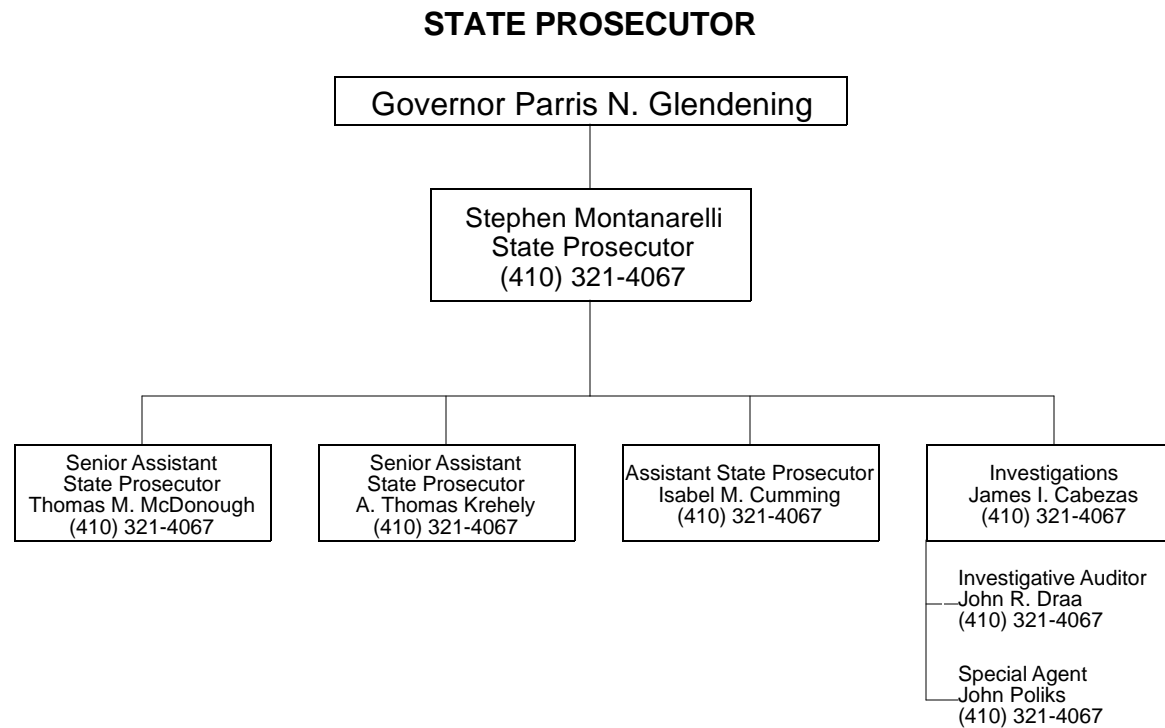 STATE PROSECUTOR
Governor Parris N. Glendening
Stephen Montanarelli
State Prosecutor
(410) 321-4067
Senior Assistant
State Prosecutor
Thomas M. McDonough
(410) 321-4067
Senior Assistant
State Prosecutor
A. Thomas Krehely
(410) 321-4067
Assistant State Prosecutor
Isabel M. Cumming
(410) 321-4067
Investigations
James I. Cabezas
(410) 321-4067
Investigative Auditor
John R. Draa
(410) 321-4067
Special Agent
John Poliks
(410) 321-4067